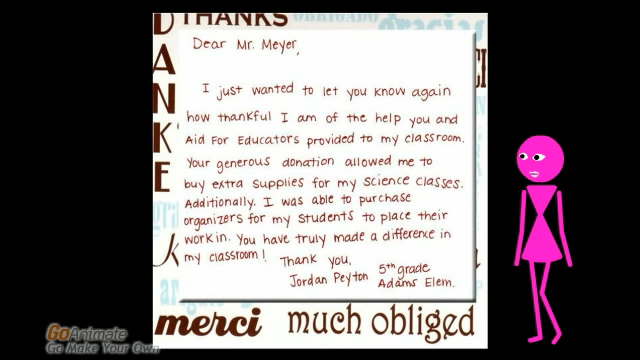 THANKS
OBRIGADO
gracias
DANKE
Dear Mr. Meyer,
I just wanted to let you know again
how thankful I am of the help you and
Aid For Educators provided to my classroom.
Your generous donation allowed me to
buy extra supplies for my science classes.
Additionally. I was able to purchase
organizers for my students to place their
work in. You have truly made a difference in
my classroom!
Thank you,
Jordan Peyton 5th grade
Adams Elem.
merci
much obliged
GoAnimate
Go Make Your Own